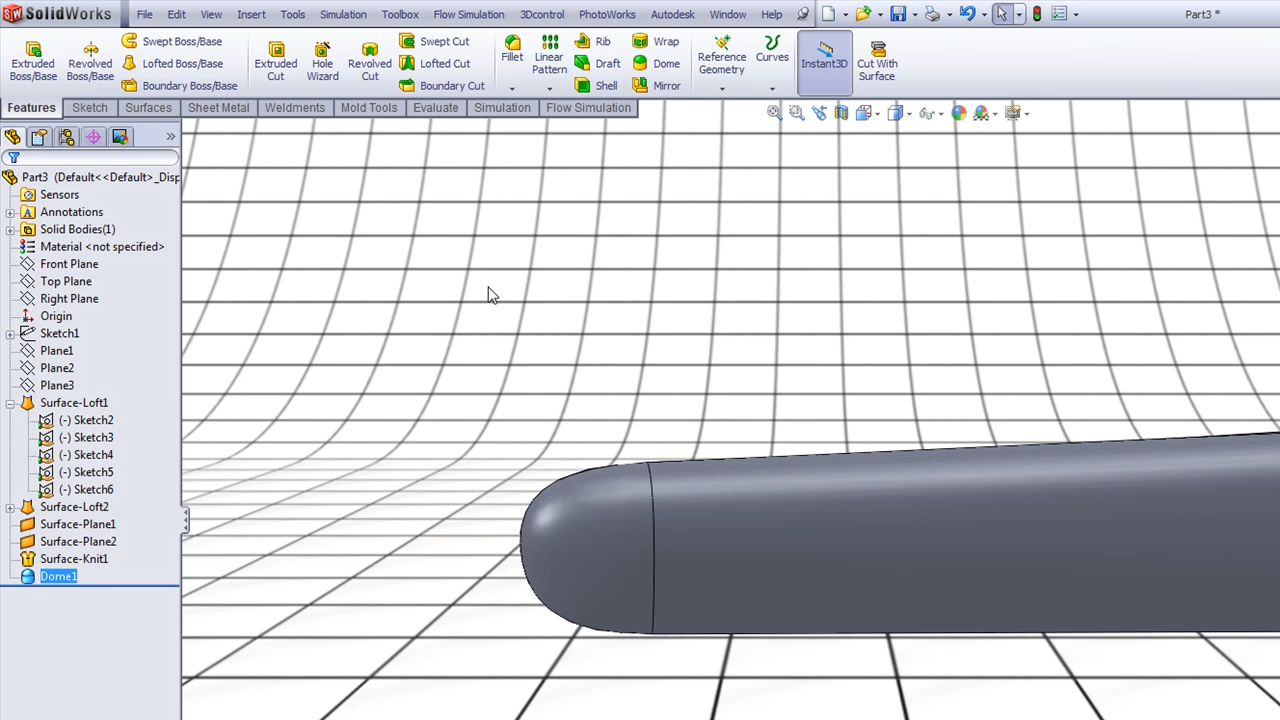 SW SolidWorks File Edit View Insert Tools Simulation Toolbox Flow Simulation 3Dcontrol PhotoWorks Autodesk Window Help Part3 *
Extruded Boss/Base
Revolved Boss/Base
Swept Boss/Base
Lofted Boss/Base
Boundary Boss/Base
Extruded Cut
Hole Wizard
Revolved Cut
Swept Cut
Lofted Cut
Boundary Cut
Fillet
Linear Pattern
Rib
Draft
Shell
Wrap
Dome
Mirror
Reference Geometry
Curves
Instant3D
Cut With Surface
Features Sketch Surfaces Sheet Metal Weldments Mold Tools Evaluate Simulation Flow Simulation
Part3 (Default<<Default>_Disp
Sensors
Annotations
Solid Bodies(1)
Material <not specified>
Front Plane
Top Plane
Right Plane
Origin
Sketch1
Plane1
Plane2
Plane3
Surface-Loft1
(-) Sketch2
(-) Sketch3
(-) Sketch4
(-) Sketch5
(-) Sketch6
Surface-Loft2
Surface-Plane1
Surface-Plane2
Surface-Knit1
Dome1